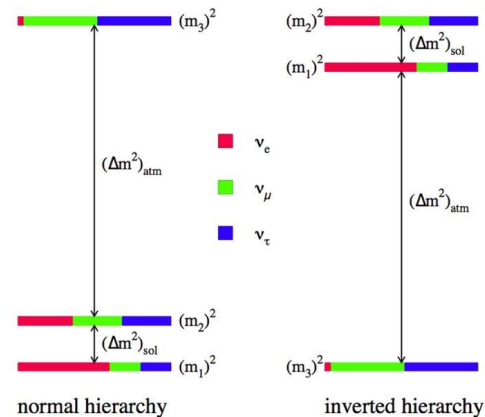 (m₃)²
(Δm²)atm
(m₂)²
(Δm²)sol
(m₁)²
normal hierarchy
νe
νμ
ντ
(m₂)²
(Δm²)sol
(m₁)²
(Δm²)atm
(m₃)²
inverted hierarchy